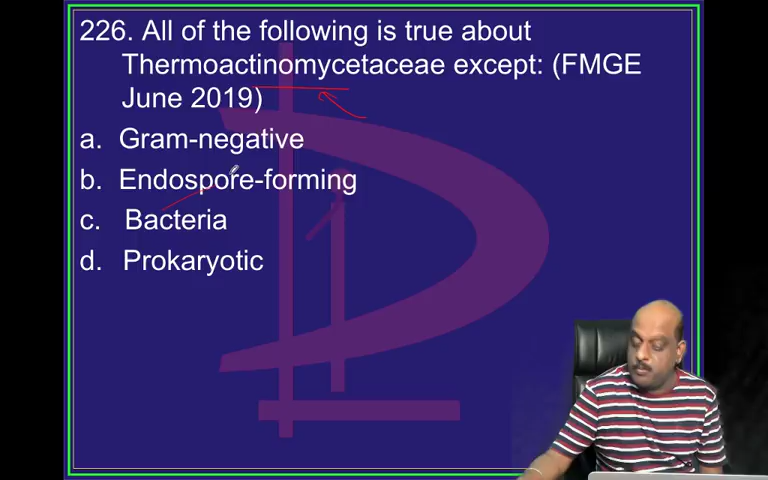 226. All of the following is true about
Thermoactinomycetaceae except: (FMGE
June 2019)
a. Gram-negative
b. Endospore-forming
c. Bacteria
d. Prokaryotic